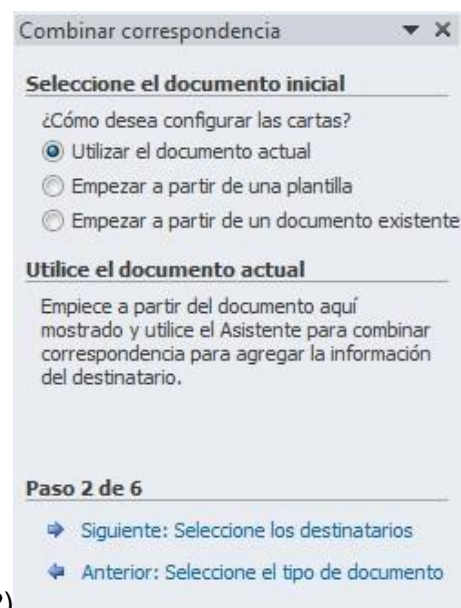 Combinar correspondencia
Seleccione el documento inicial
¿Cómo desea configurar las cartas?
Utilizar el documento actual
Empezar a partir de una plantilla
Empezar a partir de un documento existente
Utilice el documento actual
Empiece a partir del documento aquí
mostrado y utilice el Asistente para combinar
correspondencia para agregar la información
del destinatario.
Paso 2 de 6
Siguiente: Seleccione los destinatarios
Anterior: Seleccione el tipo de documento